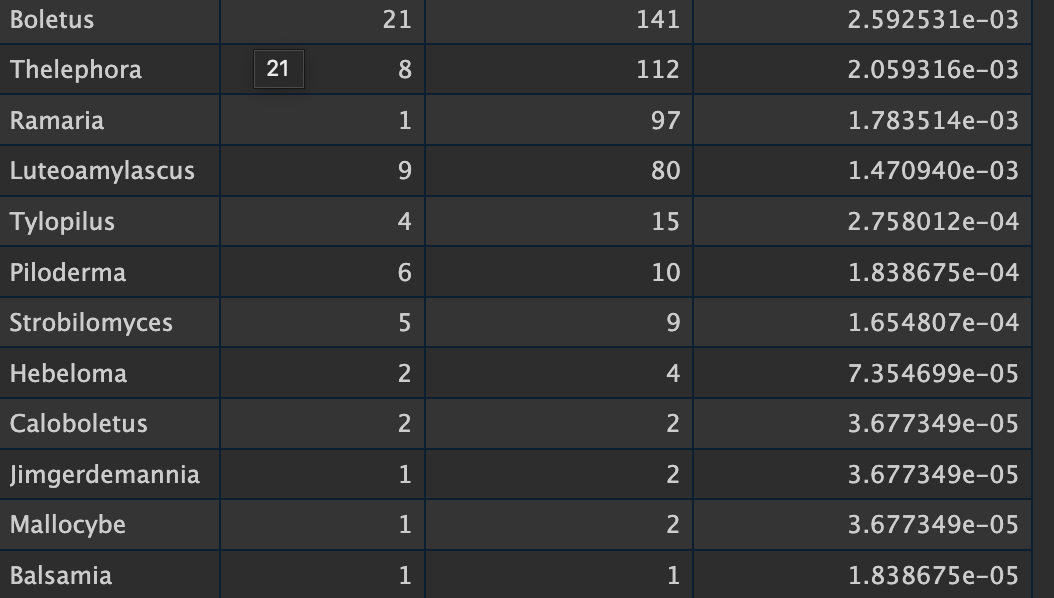 Boletus 21 141 2.592531e-03
Thelephora 21 8 112 2.059316e-03
Ramaria 1 97 1.783514e-03
Luteoamylascus 9 80 1.470940e-03
Tylopilus 4 15 2.758012e-04
Piloderma 6 10 1.838675e-04
Strobilomyces 5 9 1.654807e-04
Hebeloma 2 4 7.354699e-05
Caloboletus 2 2 3.677349e-05
Jimgerdemannia 1 2 3.677349e-05
Mallocybe 1 2 3.677349e-05
Balsamia 1 1 1.838675e-05